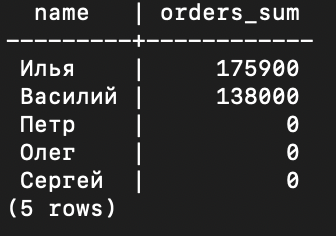 name | orders_sum
---------+------------
Илья | 175900
Василий | 138000
Петр | 0
Олег | 0
Сергей | 0
(5 rows)